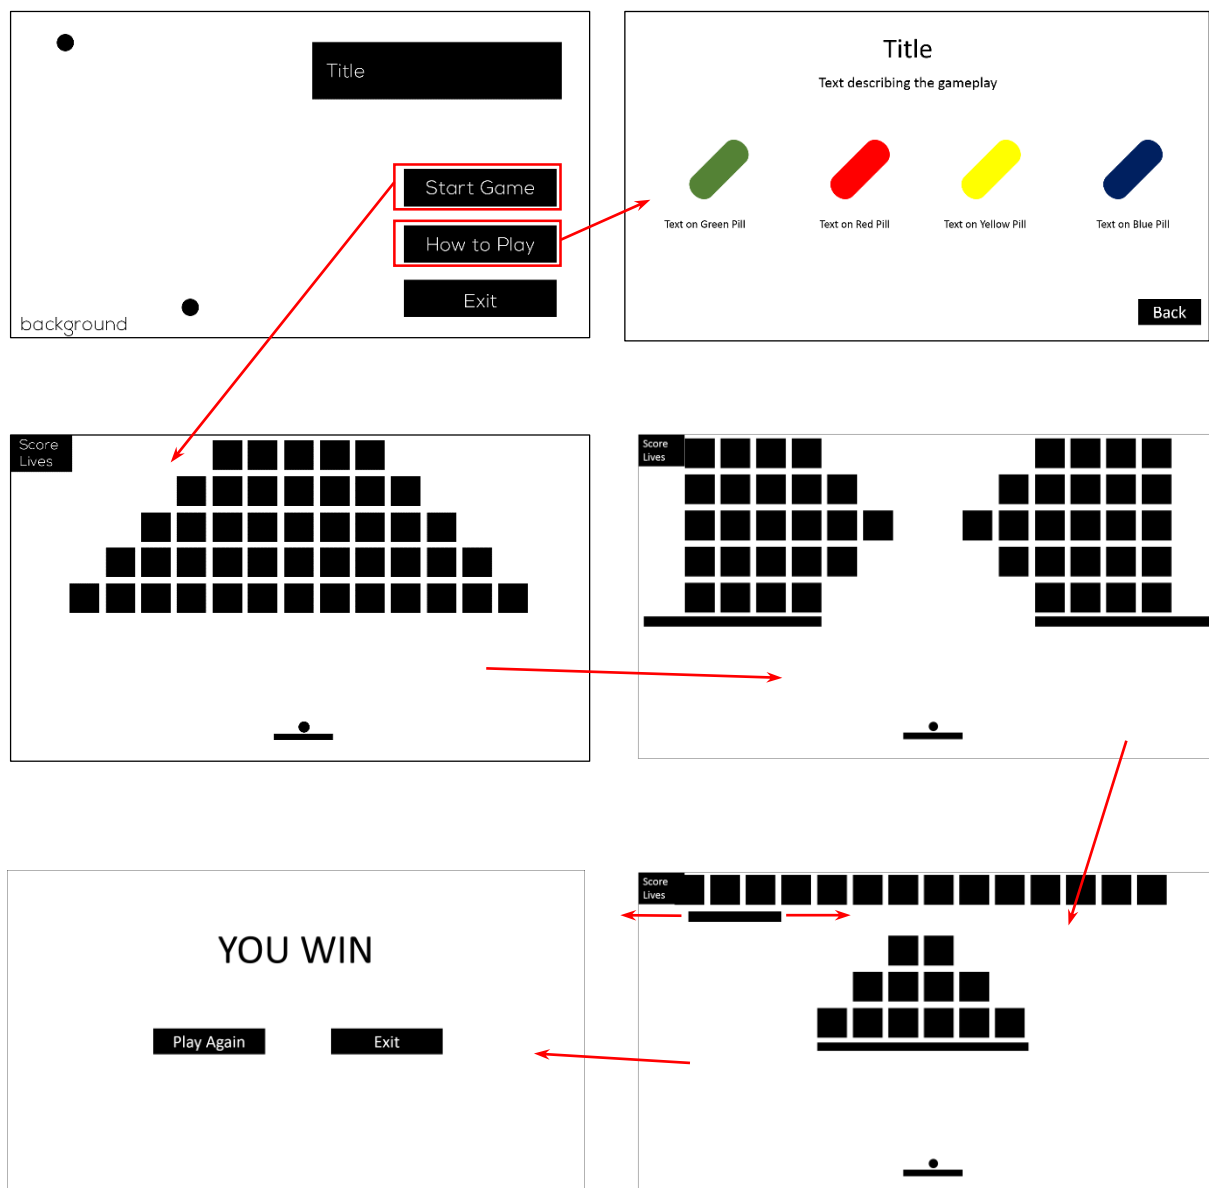 Title
Start Game
How to Play
Exit
background
Title
Text describing the gameplay
Text on Green Pill
Text on Red Pill
Text on Yellow Pill
Text on Blue Pill
Back
Score
Lives
Score
Lives
YOU WIN
Play Again
Exit
Score
Lives